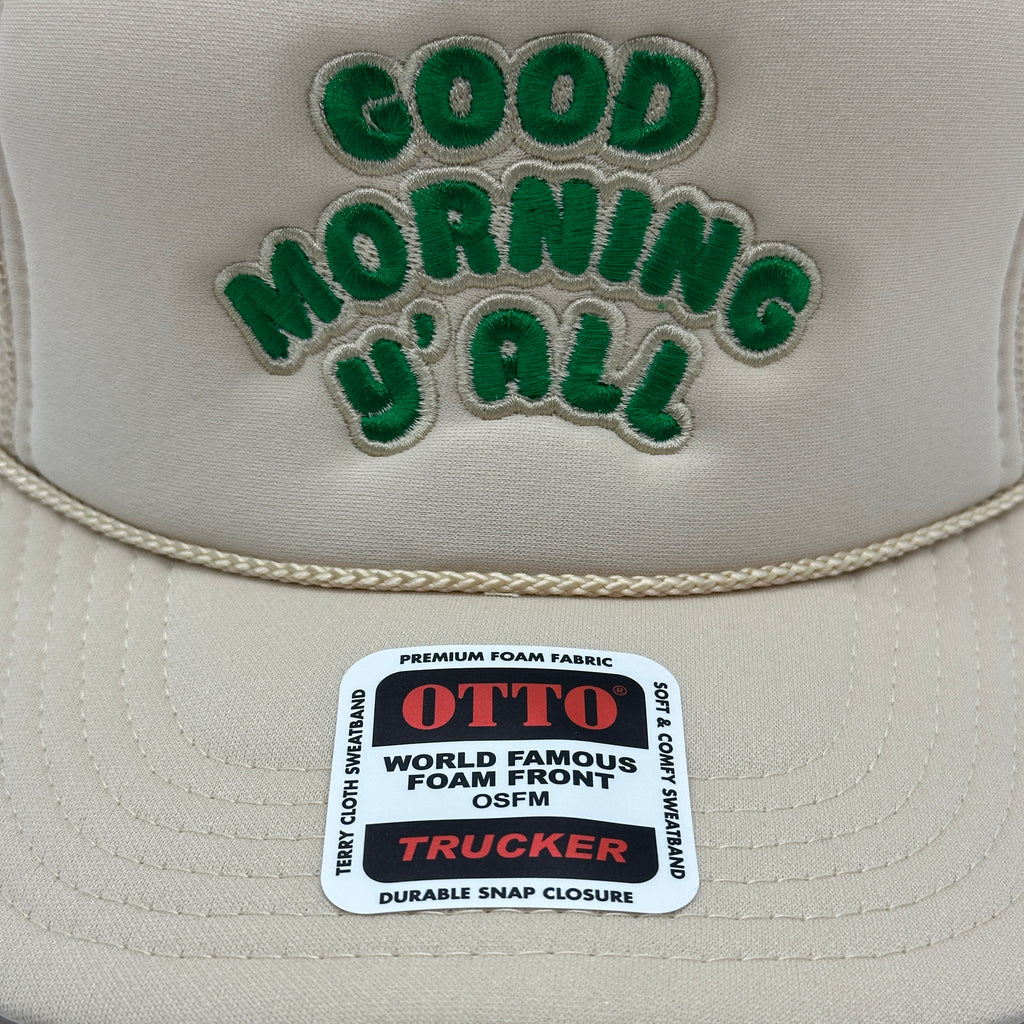 GOOD
MORNING
Y'ALL
PREMIUM FOAM FABRIC
OTTO®
WORLD FAMOUS
FOAM FRONT
OSFM
TRUCKER
DURABLE SNAP CLOSURE
TERRY CLOTH SWEATBAND
SOFT & COMFY SWEATBAND